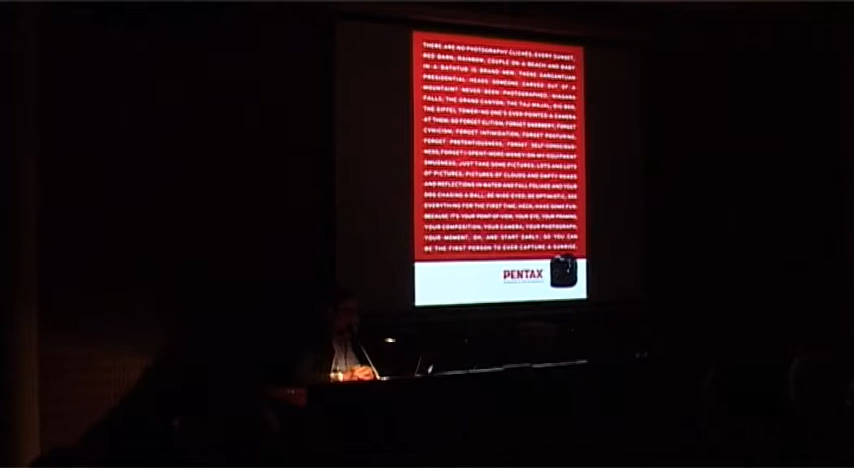 THERE ARE NO PHOTOGRAPHY CLICHES. EVERY SUNSET,
RED BARN, RAINBOW, COUPLE ON A BEACH AND BABY
IN A BATHTUB IS BRAND NEW. THOSE GARGANTUAN
PRESIDENTIAL HEADS SOMEONE CARVED OUT OF A
MOUNTAIN? NEVER BEEN PHOTOGRAPHED. NIAGARA
FALLS, THE GRAND CANYON, THE TAJ MAHAL, BIG BEN,
THE EIFFEL TOWER-NO ONE'S EVER POINTED A CAMERA
AT THEM. SO FORGET ELITISM, FORGET SNOBBERY, FORGET
CYNICISM, FORGET INTIMIDATION, FORGET POSTURING,
FORGET PRETENTIOUSNESS, FORGET SELF-CONSCIOUS-
NESS, FORGET I-SPENT-MORE-MONEY-ON-MY-EQUIPMENT
SMUGNESS. JUST TAKE SOME PICTURES. LOTS AND LOTS
OF PICTURES. PICTURES OF CLOUDS AND EMPTY ROADS
AND REFLECTIONS IN WATER AND FALL FOLIAGE AND YOUR
DOG CHASING A BALL. BE WIDE-EYED. BE OPTIMISTIC. SEE
EVERYTHING FOR THE FIRST TIME. HECK, HAVE SOME FUN.
BECAUSE IT'S YOUR POINT-OF-VIEW, YOUR EYE, YOUR FRAMING,
YOUR COMPOSITION, YOUR CAMERA, YOUR PHOTOGRAPH,
YOUR MOMENT. OH, AND START EARLY. SO YOU CAN
BE THE FIRST PERSON TO EVER CAPTURE A SUNRISE.
PENTAX